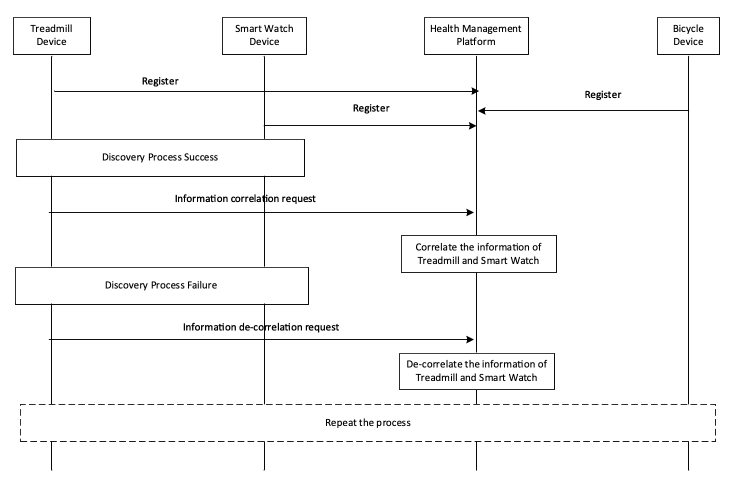 Treadmill
Device
Smart Watch
Device
Health Management
Platform
Bicycle
Device
Register
Register
Register
Discovery Process Success
Information correlation request
Correlate the information of
Treadmill and Smart Watch
Discovery Process Failure
Information de-correlation request
De-correlate the information of
Treadmill and Smart Watch
Repeat the process